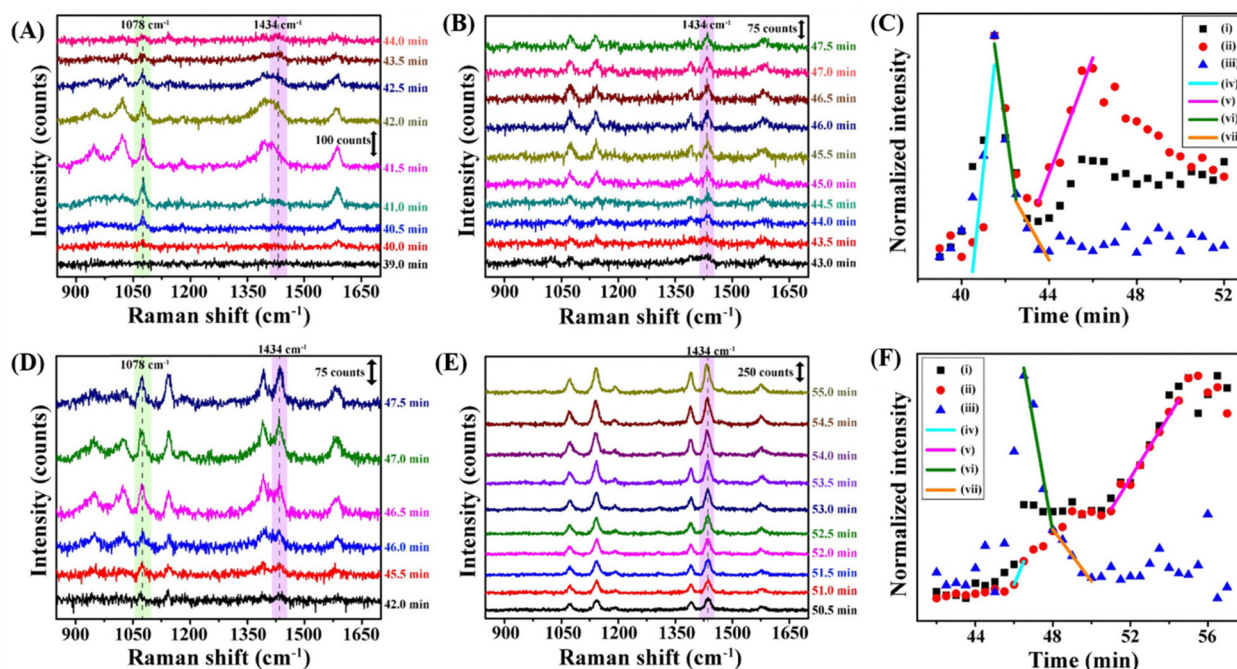 (A)
1078 cm⁻¹
1434 cm⁻¹
44.0 min
43.5 min
42.5 min
42.0 min
100 counts
41.5 min
41.0 min
40.5 min
40.0 min
39.0 min
Intensity (counts)
900 1050 1200 1350 1500 1650
Raman shift (cm⁻¹)
(B)
1434 cm⁻¹
75 counts
47.5 min
47.0 min
46.5 min
46.0 min
45.5 min
45.0 min
44.5 min
44.0 min
43.5 min
43.0 min
Intensity (counts)
900 1050 1200 1350 1500 1650
Raman shift (cm⁻¹)
(C)
(i)
(ii)
(iii)
(iv)
(v)
(vi)
(vii)
Normalized intensity
40 44 48 52
Time (min)
(D)
1078 cm⁻¹
1434 cm⁻¹
75 counts
47.5 min
47.0 min
46.5 min
46.0 min
45.5 min
42.0 min
Intensity (counts)
900 1050 1200 1350 1500 1650
Raman shift (cm⁻¹)
(E)
1434 cm⁻¹
250 counts
55.0 min
54.5 min
54.0 min
53.5 min
53.0 min
52.5 min
52.0 min
51.5 min
51.0 min
50.5 min
Intensity (counts)
900 1050 1200 1350 1500 1650
Raman shift (cm⁻¹)
(F)
(i)
(ii)
(iii)
(iv)
(v)
(vi)
(vii)
Normalized intensity
44 48 52 56
Time (min)